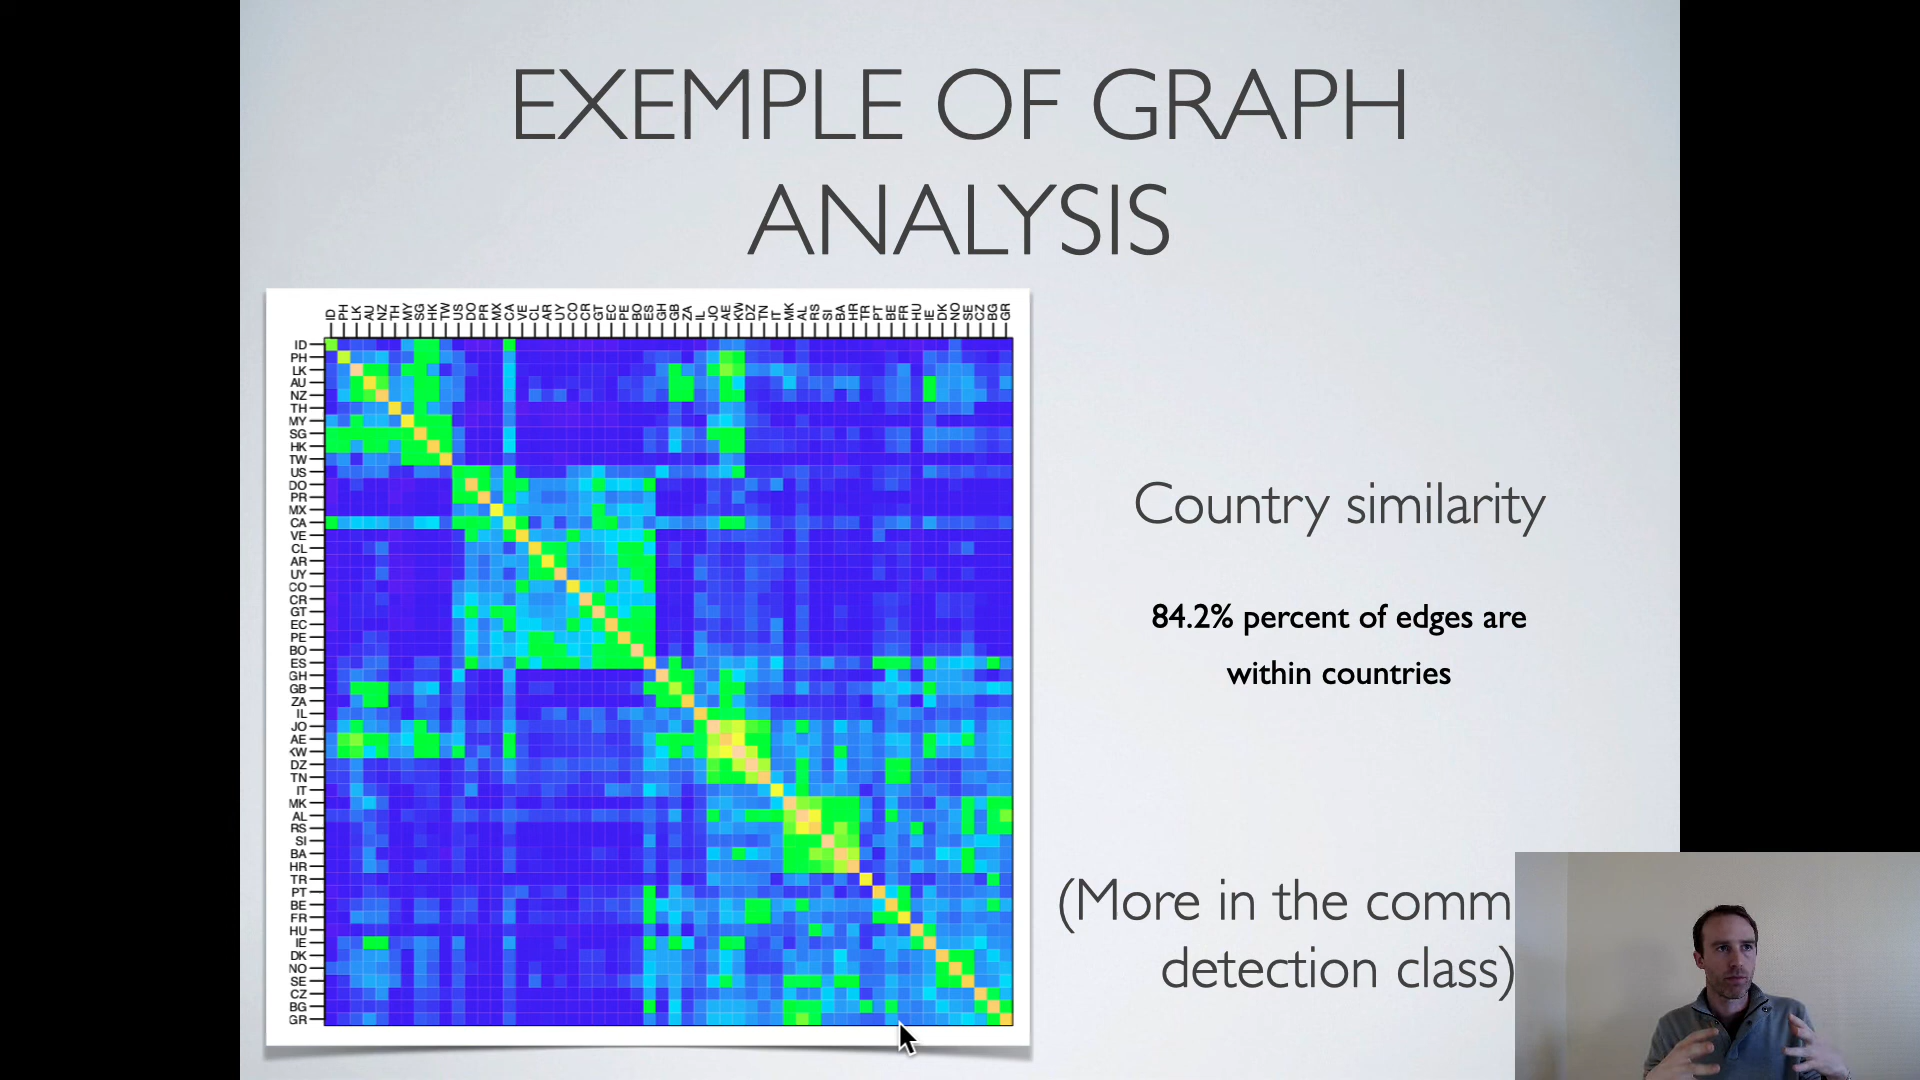 EXEMPLE OF GRAPH
ANALYSIS
ID PH LK AU NZ TH MY SG HK TW US DO PR MX CA VE CL AR UY CO CR GT EC PE BO ES GH GB ZA IL JO AE KW DZ TN IT MK AL RS SI BA HR TR PT BE FR HU IE DK NO SE CZ BG GR
ID
PH
LK
AU
NZ
TH
MY
SG
HK
TW
US
DO
PR
MX
CA
VE
CL
AR
UY
CO
CR
GT
EC
PE
BO
ES
GH
GB
ZA
IL
JO
AE
KW
DZ
TN
IT
MK
AL
RS
SI
BA
HR
TR
PT
BE
FR
HU
IE
DK
NO
SE
CZ
BG
GR
Country similarity
84.2% percent of edges are
within countries
(More in the comm
detection class)